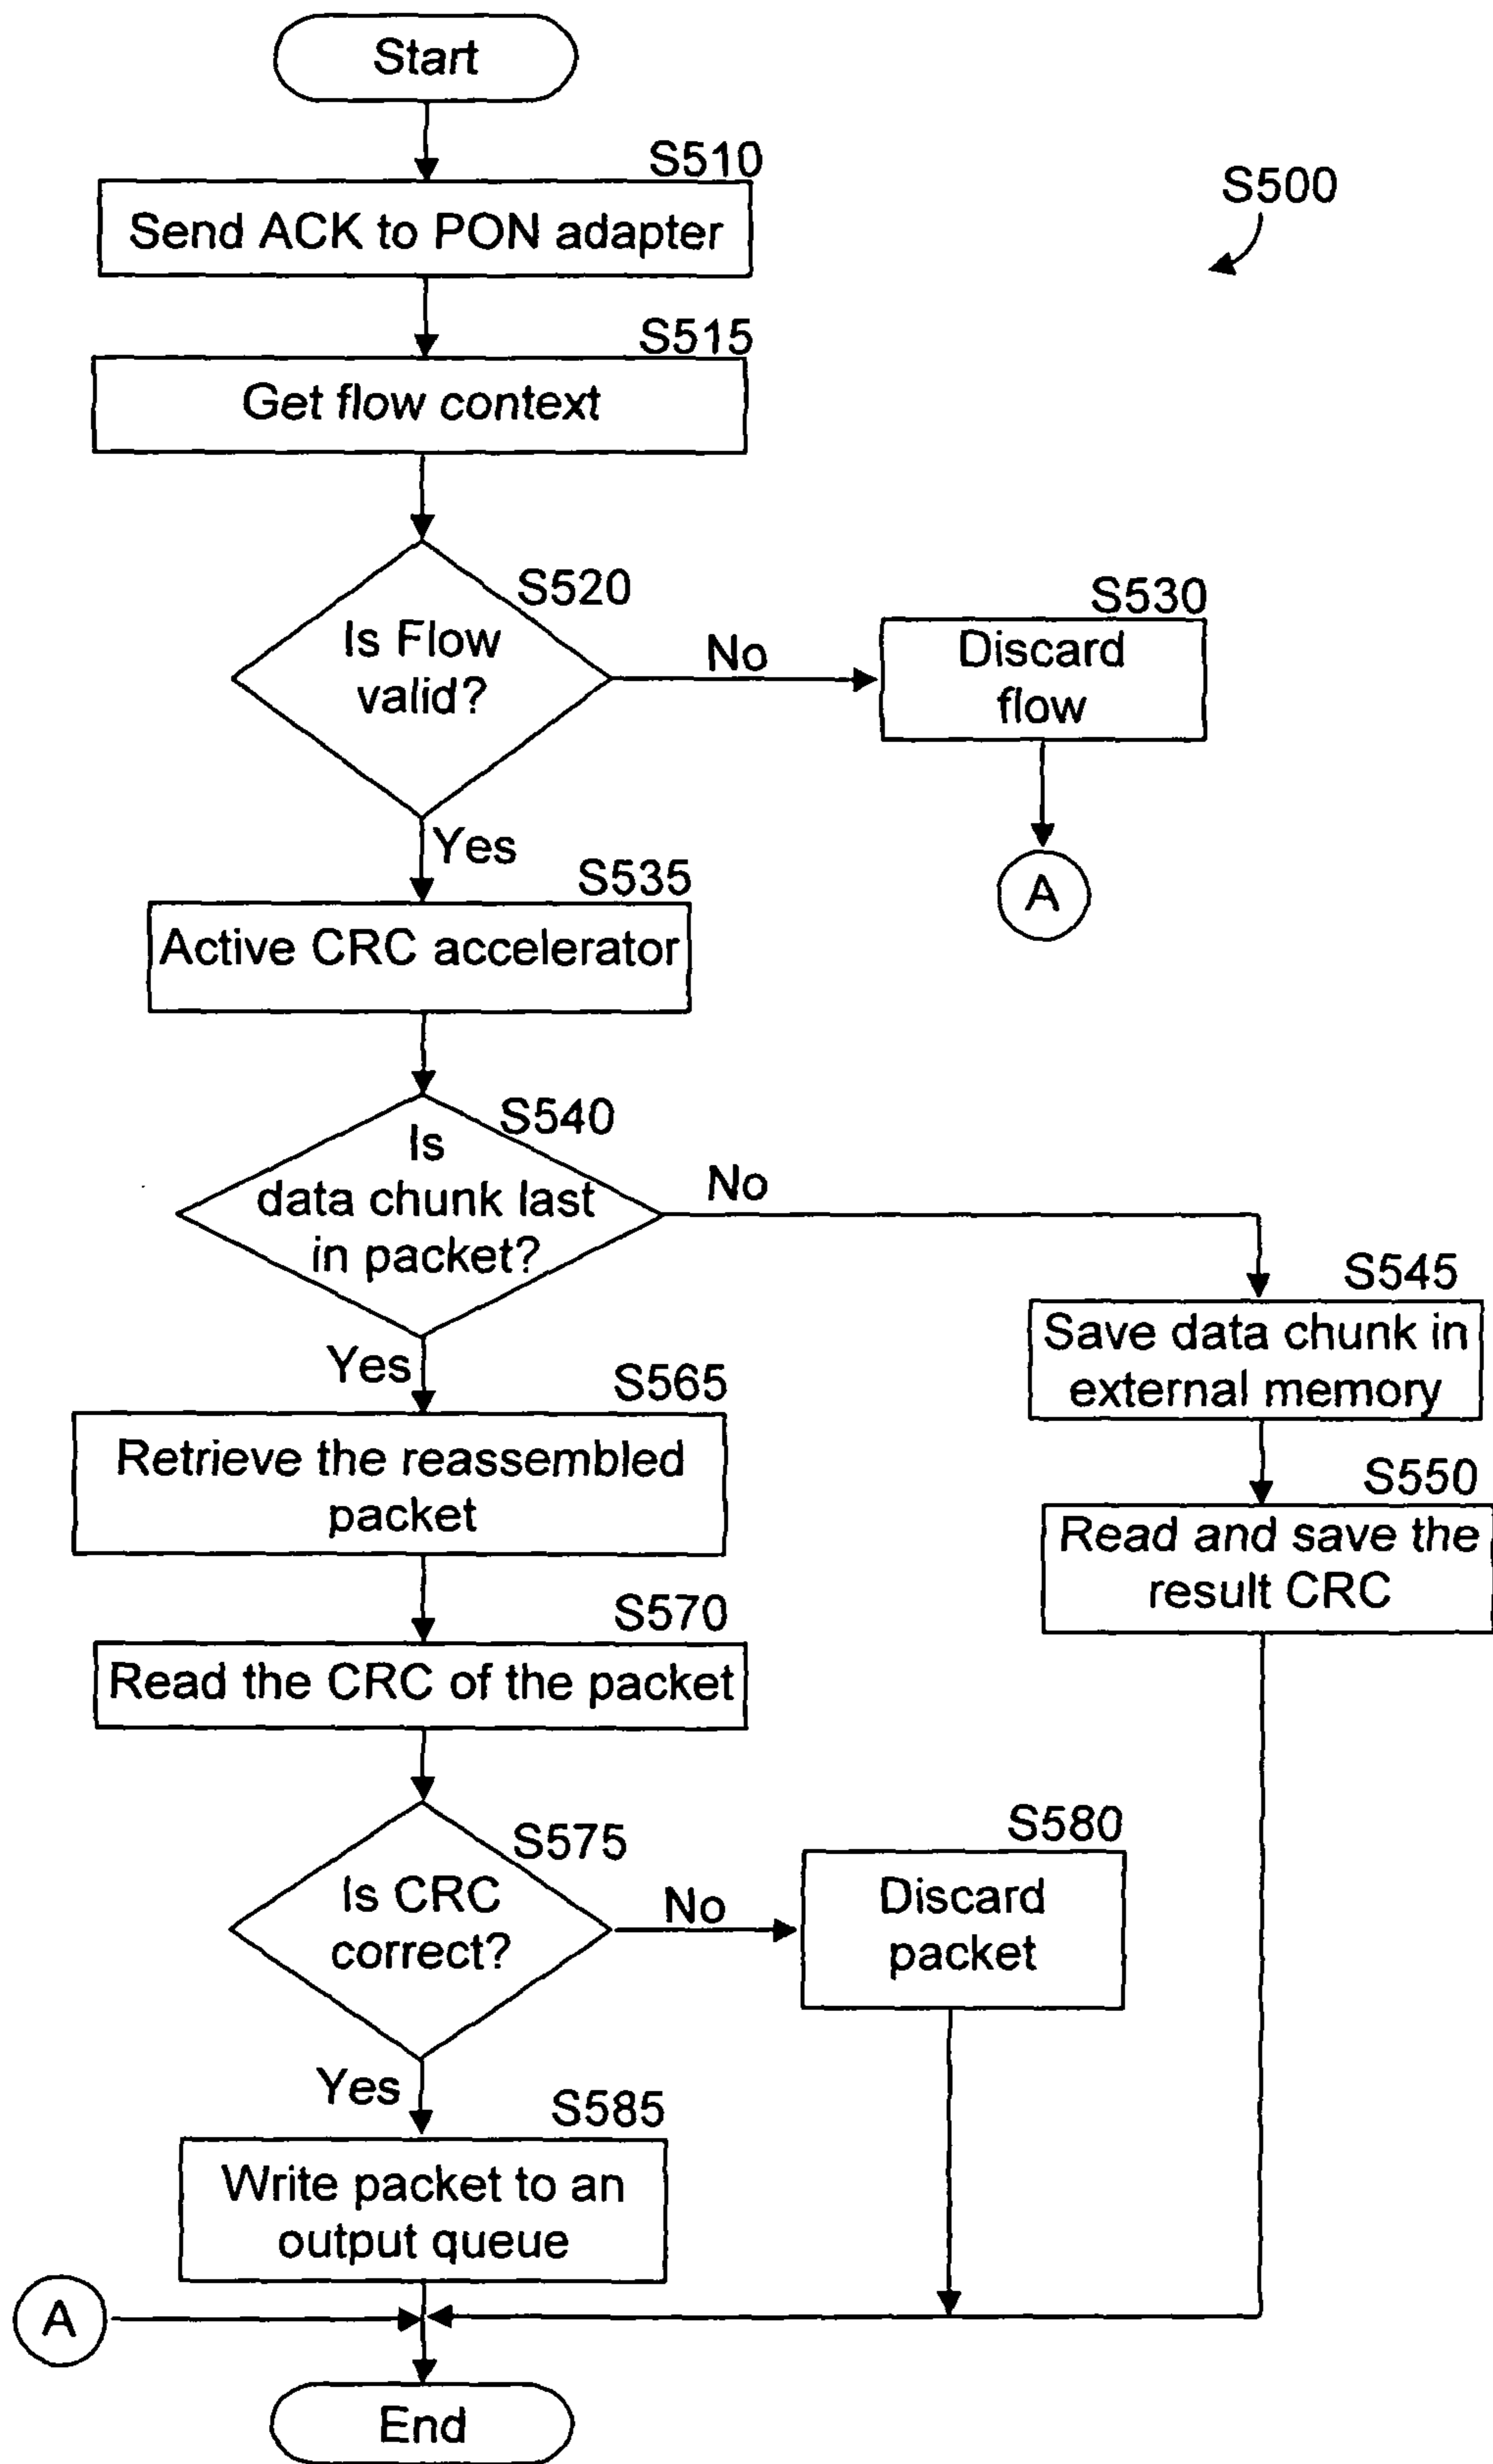 Start
S510
Send ACK to PON adapter
S500
S515
Get flow context
S520
Is Flow
valid?
No
S530
Discard
flow
Yes
A
S535
Active CRC accelerator
S540
Is
data chunk last
in packet?
No
S545
Save data chunk in
external memory
Yes
S565
Retrieve the reassembled
packet
S550
Read and save the
result CRC
S570
Read the CRC of the packet
S575
Is CRC
correct?
No
S580
Discard
packet
Yes
S585
Write packet to an
output queue
A
End